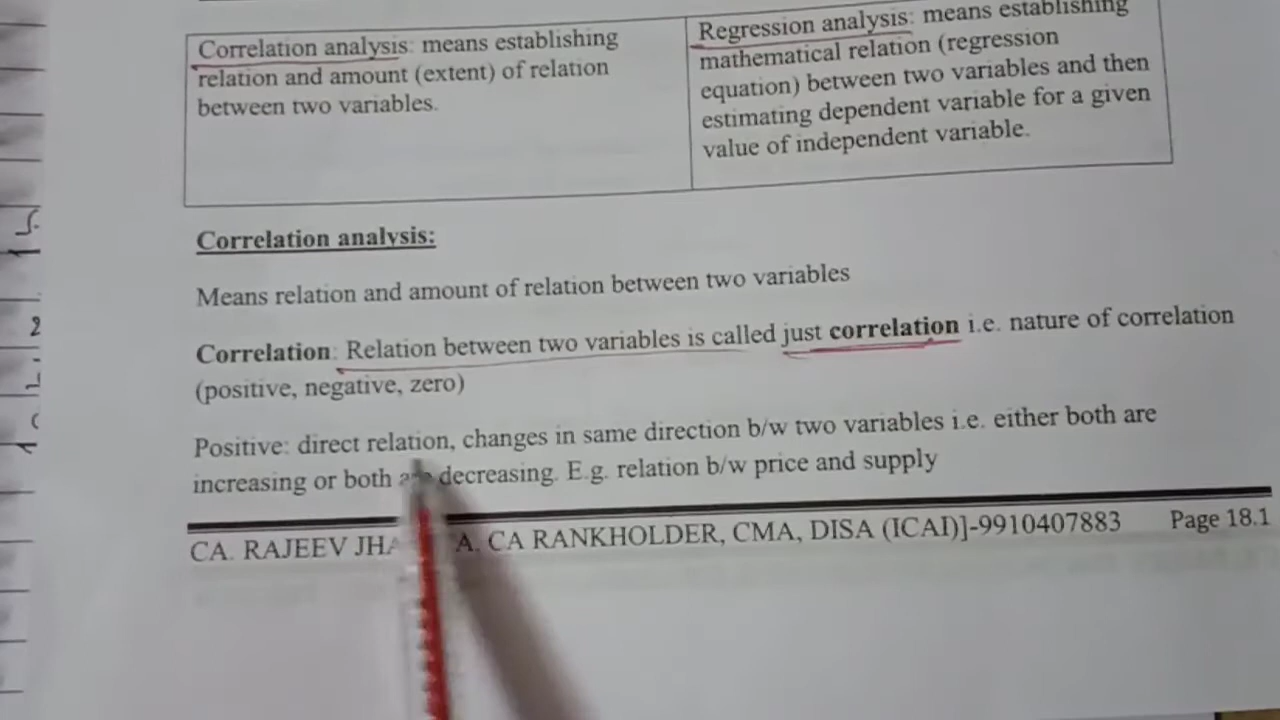 Correlation analysis: means establishing
relation and amount (extent) of relation
between two variables.
Regression analysis: means establishing
mathematical relation (regression
equation) between two variables and then
estimating dependent variable for a given
value of independent variable.
Correlation analysis:
Means relation and amount of relation between two variables
Correlation: Relation between two variables is called just correlation i.e. nature of correlation
(positive, negative, zero)
Positive: direct relation, changes in same direction b/w two variables i.e. either both are
increasing or both are decreasing. E.g. relation b/w price and supply
CA. RAJEEV JHA A. CA RANKHOLDER, CMA, DISA (ICAI)]-9910407883 Page 18.1